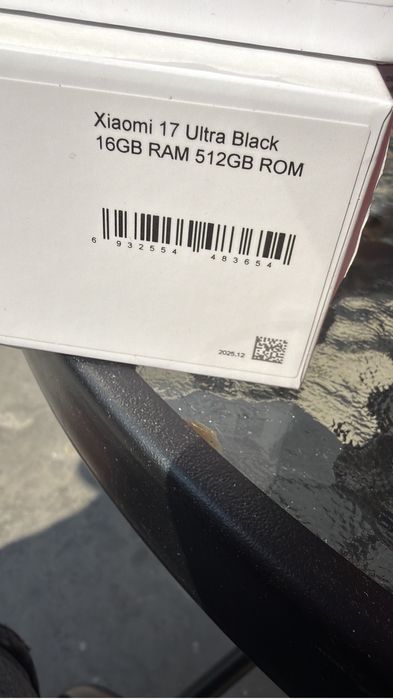 Xiaomi 17 Ultra Black
16GB RAM 512GB ROM
6 932554 483654
2025.12